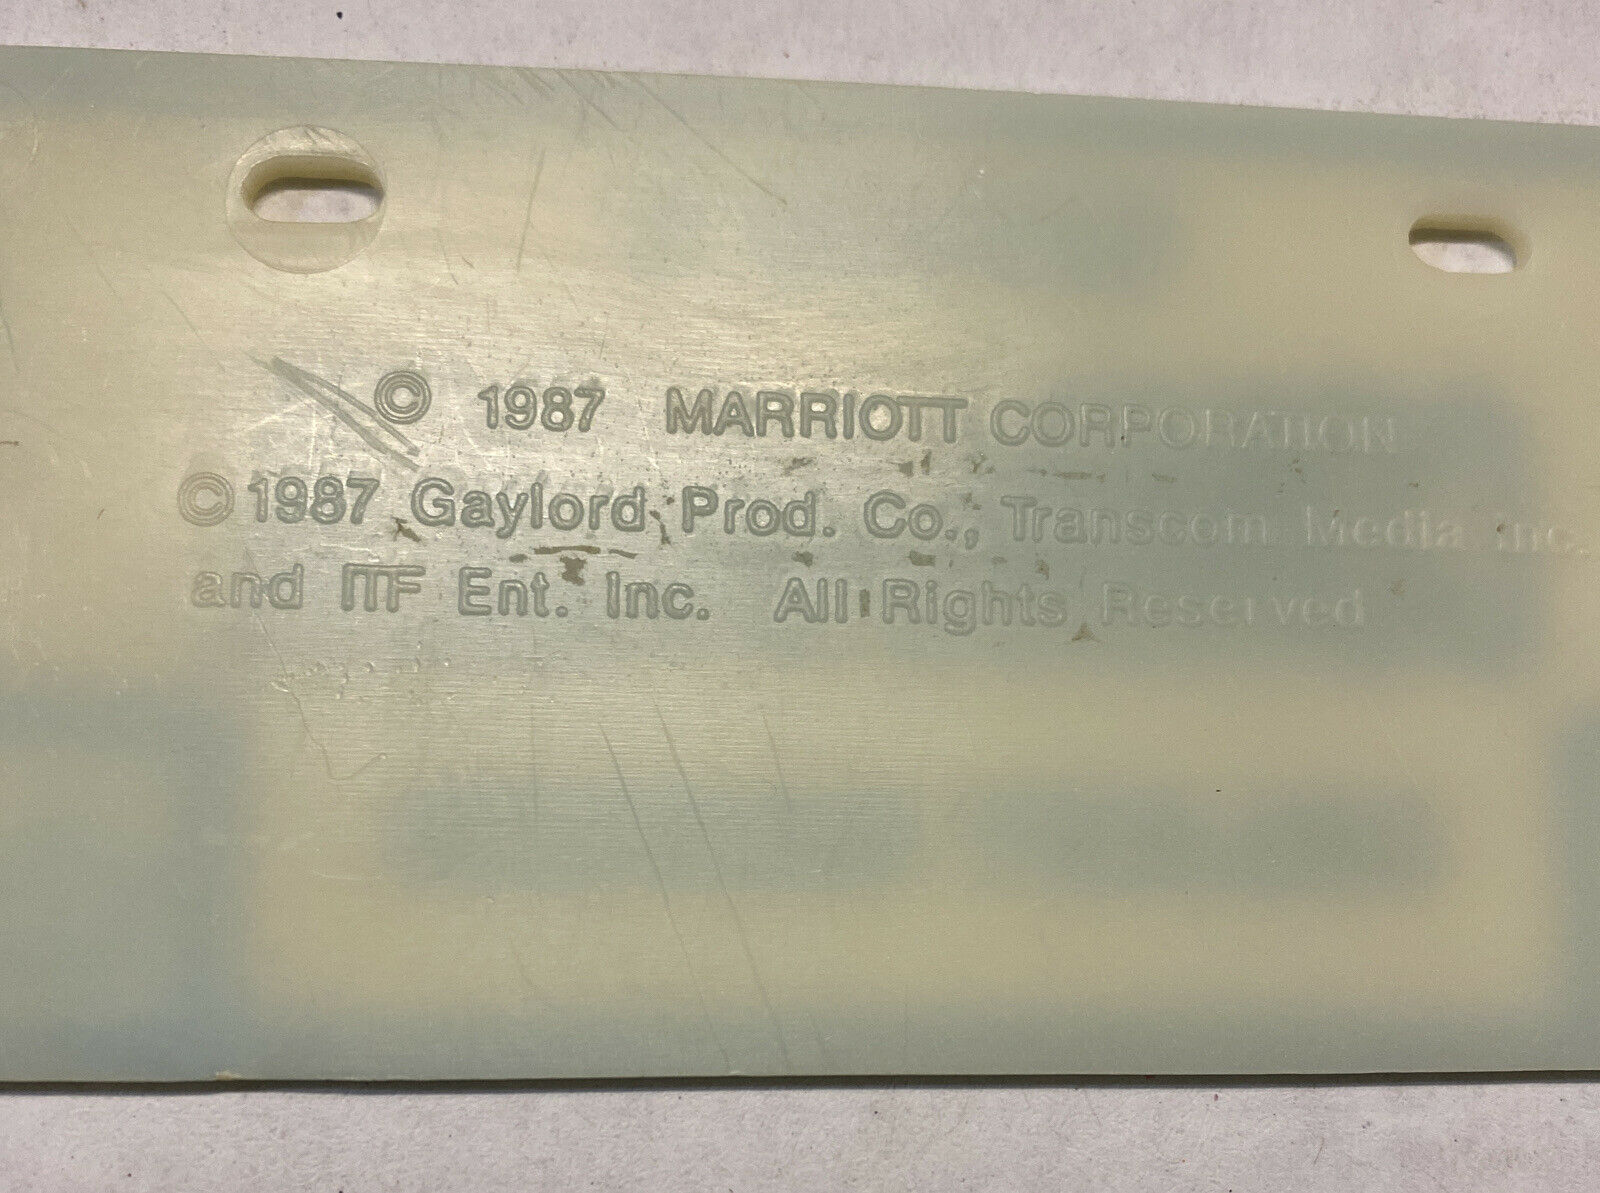 © 1987 MARRIOTT CORPORATION
© 1987 Gaylord Prod. Co., Transcom Media Inc.
and ITF Ent. Inc. All Rights Reserved